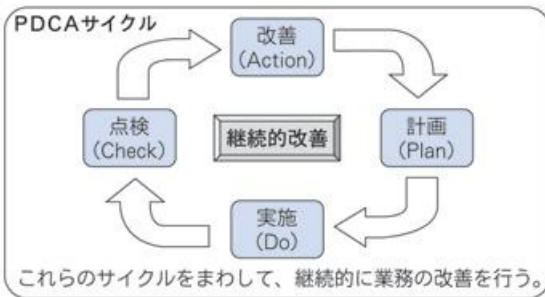 PDCAサイクル
改善
(Action)
点検
(Check)
継続的改善
計画
(Plan)
実施
(Do)
これらのサイクルをまわして、継続的に業務の改善を行う。